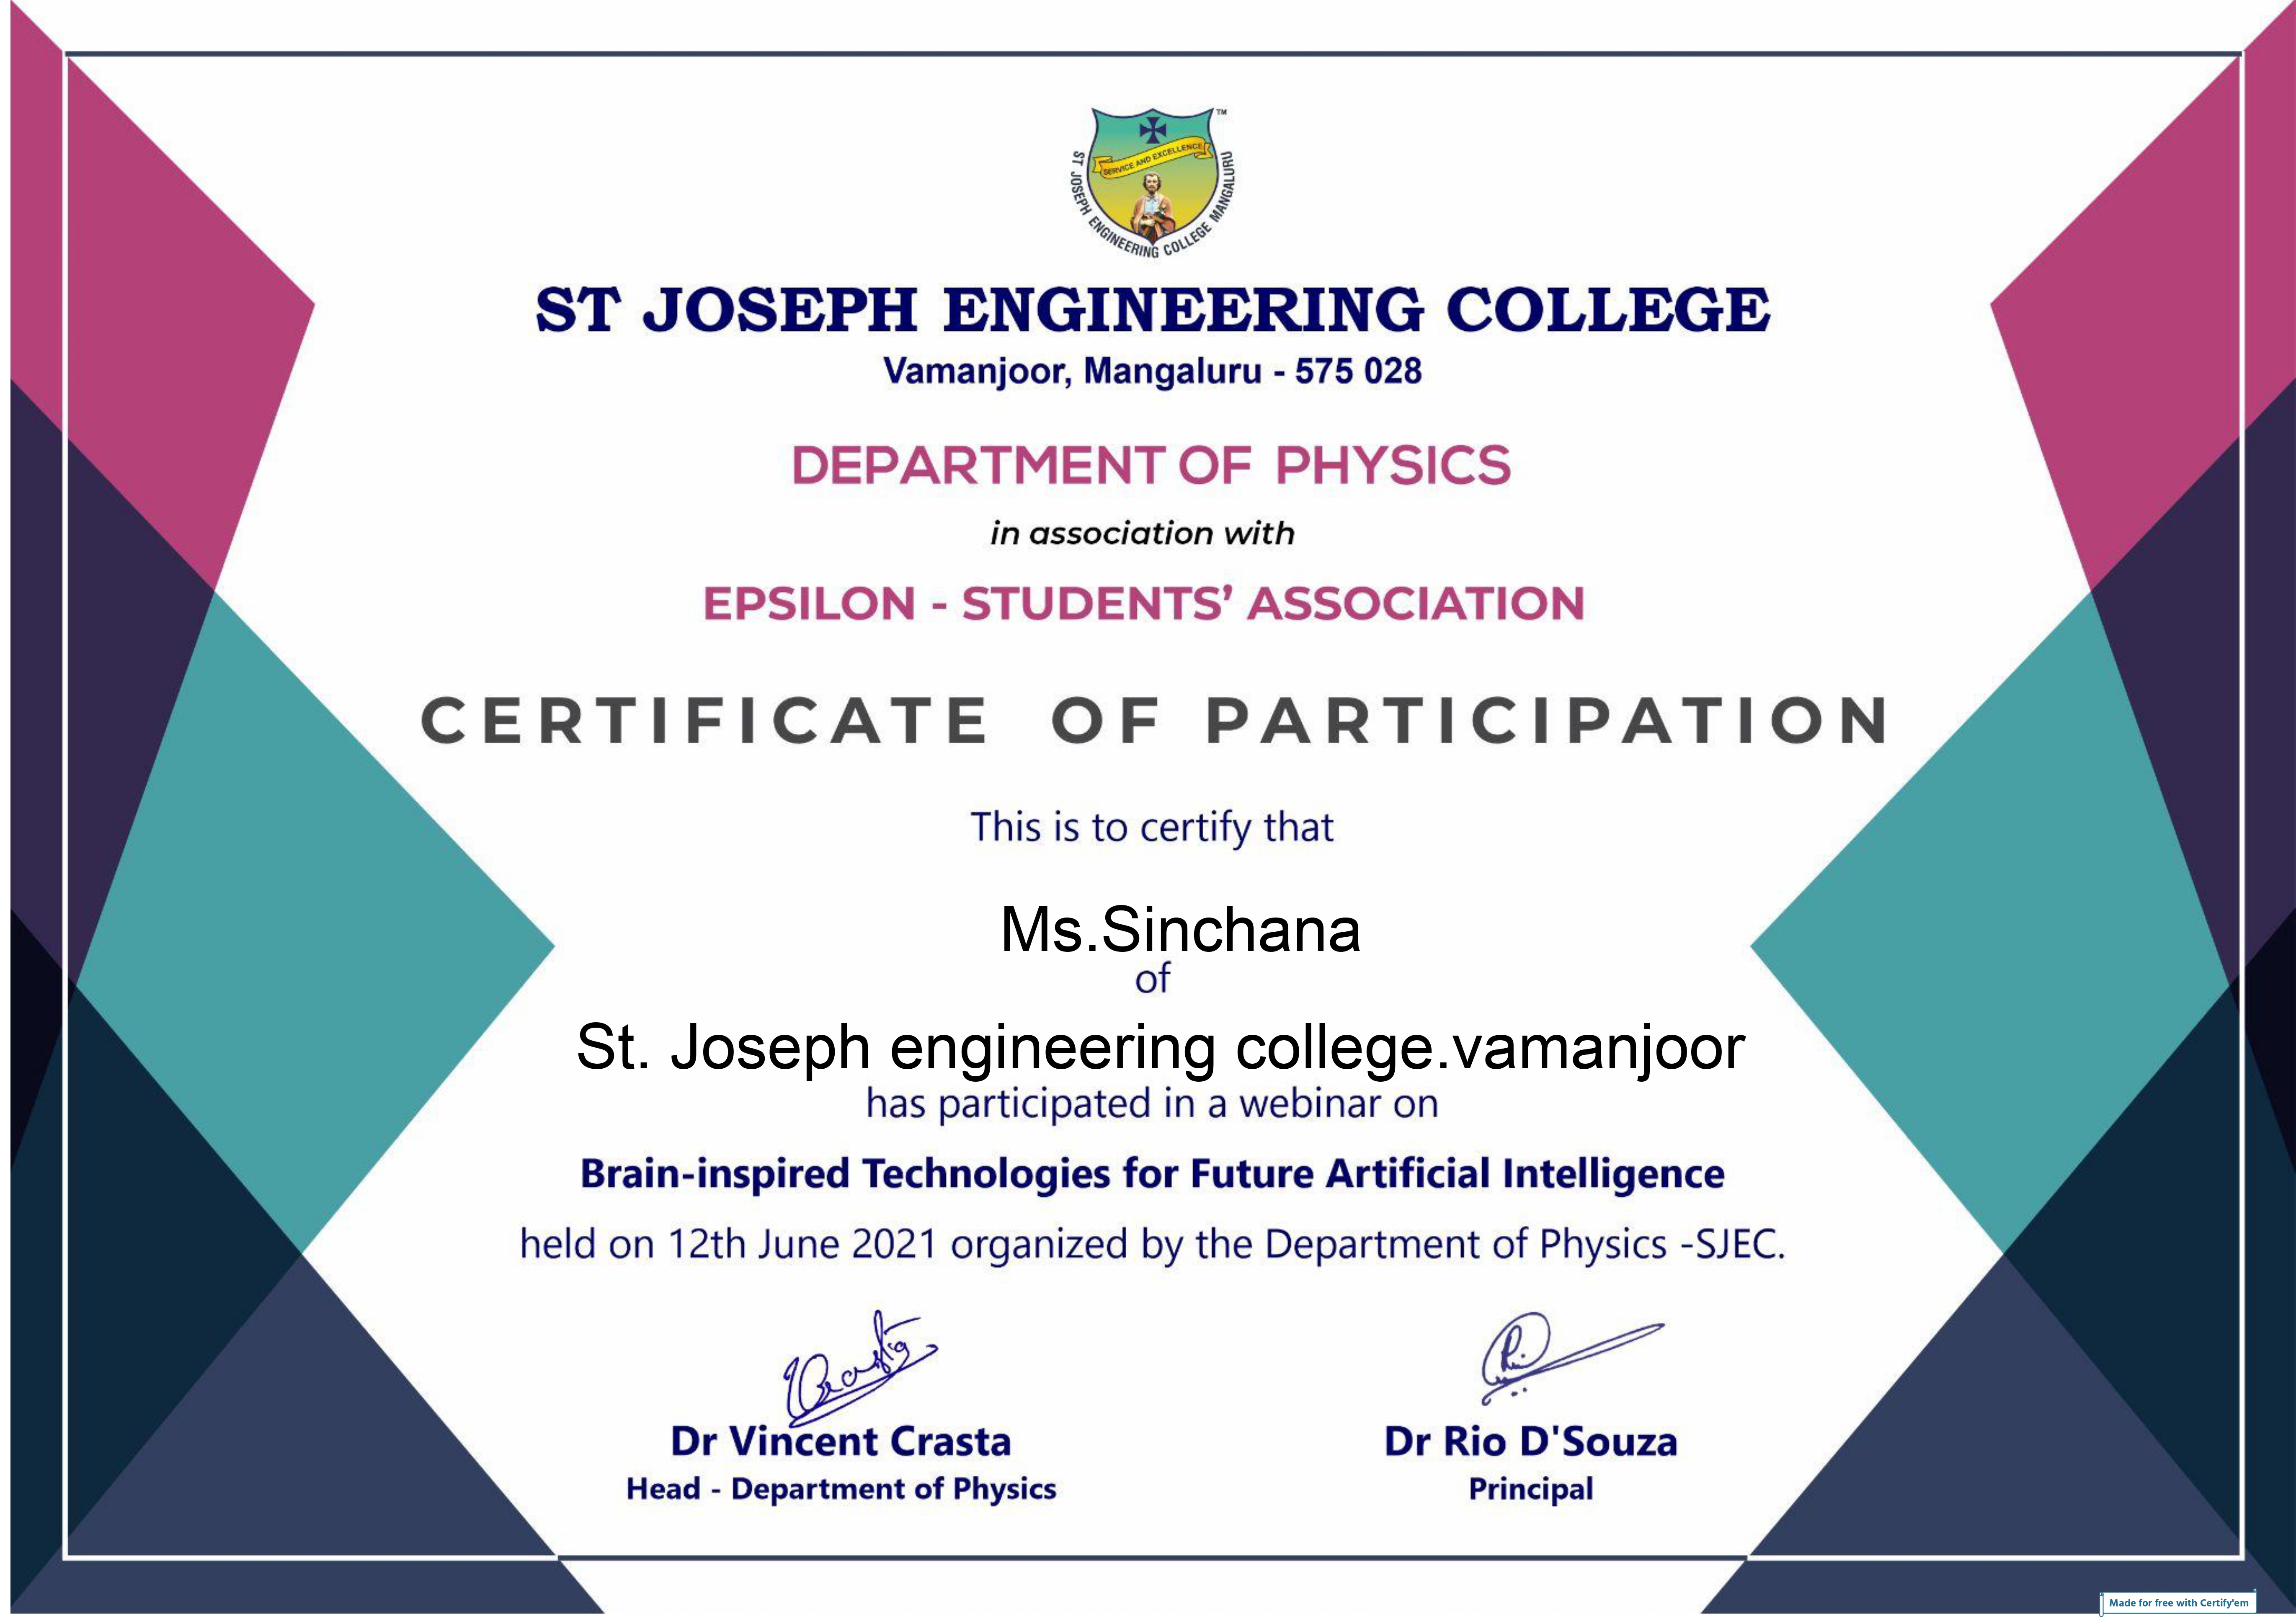 TM
SERVICE AND EXCELLENCE
ST JOSEPH ENGINEERING COLLEGE MANGALURU
ST JOSEPH ENGINEERING COLLEGE
Vamanjoor, Mangaluru - 575 028
DEPARTMENT OF PHYSICS
in association with
EPSILON - STUDENTS’ ASSOCIATION
CERTIFICATE OF PARTICIPATION
This is to certify that
Ms.Sinchana
of
St. Joseph engineering college.vamanjoor
has participated in a webinar on
Brain-inspired Technologies for Future Artificial Intelligence
held on 12th June 2021 organized by the Department of Physics -SJEC.
Dr Vincent Crasta
Head - Department of Physics
Dr Rio D'Souza
Principal
Made for free with Certify'em